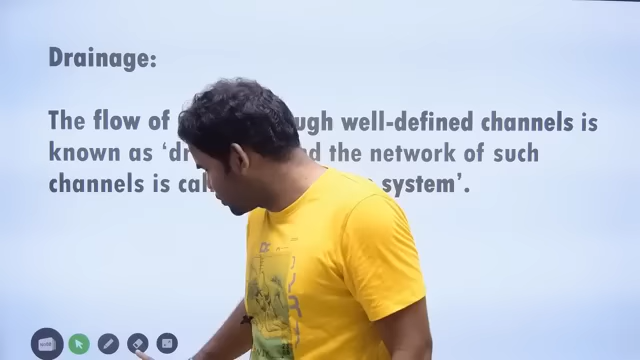 Drainage:
The flow of ugh well-defined channels is
known as ‘dr d the network of such
channels is cal system’.